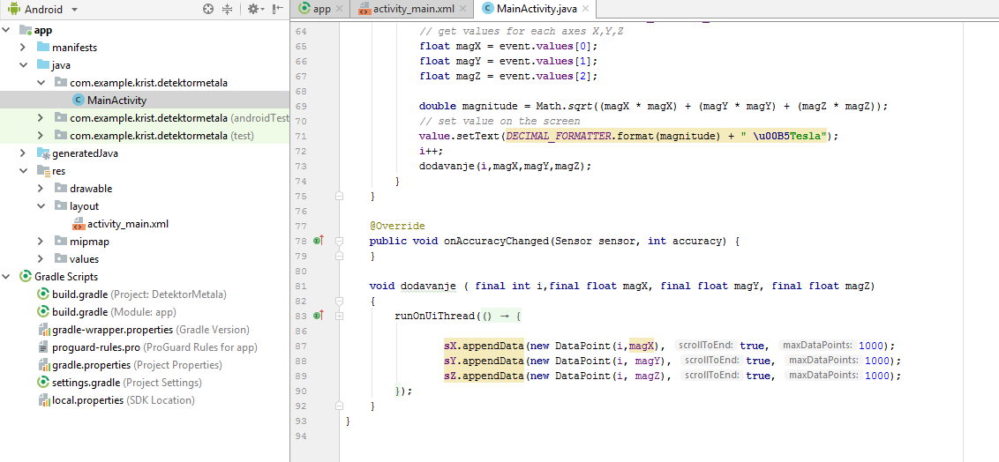 Android
app
manifests
java
com.example.krist.detektormetala
MainActivity
com.example.krist.detektormetala (androidTest
com.example.krist.detektormetala (test)
generatedJava
res
drawable
layout
activity_main.xml
mipmap
values
Gradle Scripts
build.gradle (Project: DetektorMetala)
build.gradle (Module: app)
gradle-wrapper.properties (Gradle Version)
proguard-rules.pro (ProGuard Rules for app)
gradle.properties (Project Properties)
settings.gradle (Project Settings)
local.properties (SDK Location)
app activity_main.xml MainActivity.java
64 // get values for each axes X,Y,Z
65 float magX = event.values[0];
66 float magY = event.values[1];
67 float magZ = event.values[2];
68
69 double magnitude = Math.sqrt((magX * magX) + (magY * magY) + (magZ * magZ));
70 // set value on the screen
71 value.setText(DECIMAL_FORMATTER.format(magnitude) + " \u00B5Tesla");
72 i++;
73 dodavanje(i,magX,magY,magZ);
74 }
75 }
76
77 @Override
78 public void onAccuracyChanged(Sensor sensor, int accuracy) {
79 }
80
81 void dodavanje ( final int i,final float magX, final float magY, final float magZ)
82 {
83 runOnUiThread(() → {
86
87 sX.appendData(new DataPoint(i,magX), scrollToEnd: true, maxDataPoints: 1000);
88 sY.appendData(new DataPoint(i, magY), scrollToEnd: true, maxDataPoints: 1000);
89 sZ.appendData(new DataPoint(i, magZ), scrollToEnd: true, maxDataPoints: 1000);
90 });
92 }
93 }
94